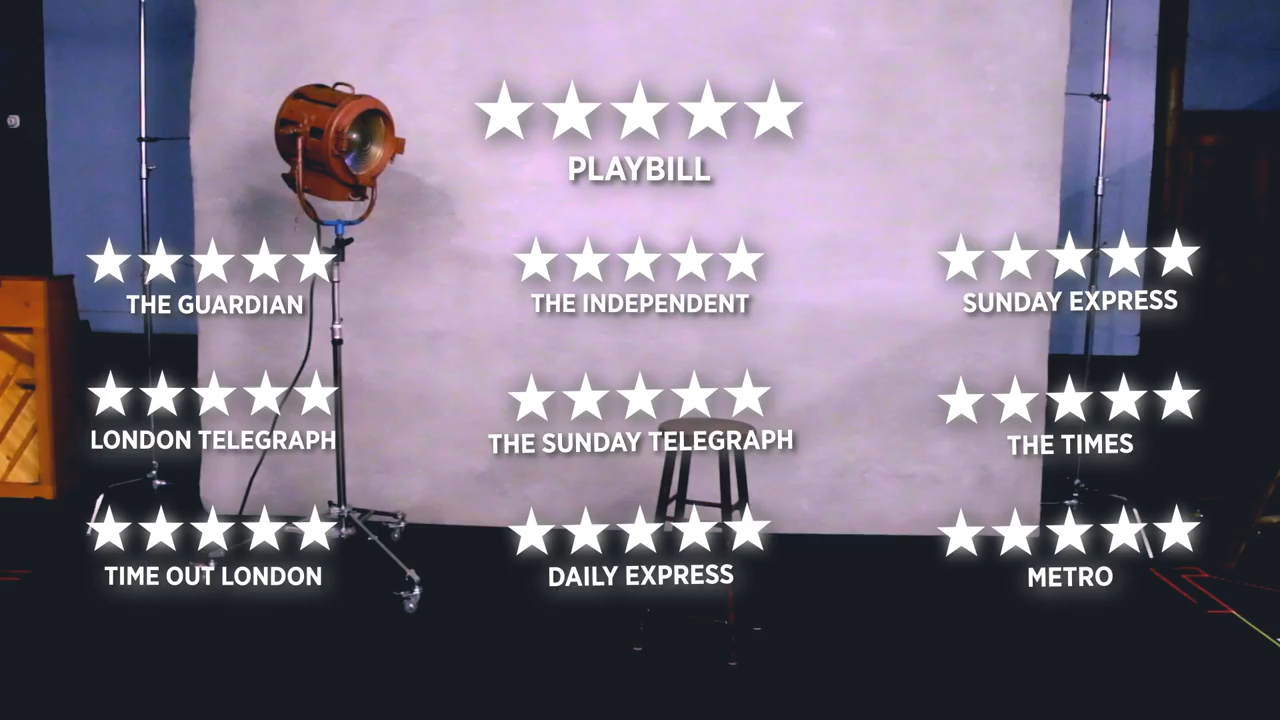 PLAYBILL
THE GUARDIAN
THE INDEPENDENT
SUNDAY EXPRESS
LONDON TELEGRAPH
THE SUNDAY TELEGRAPH
THE TIMES
TIME OUT LONDON
DAILY EXPRESS
METRO